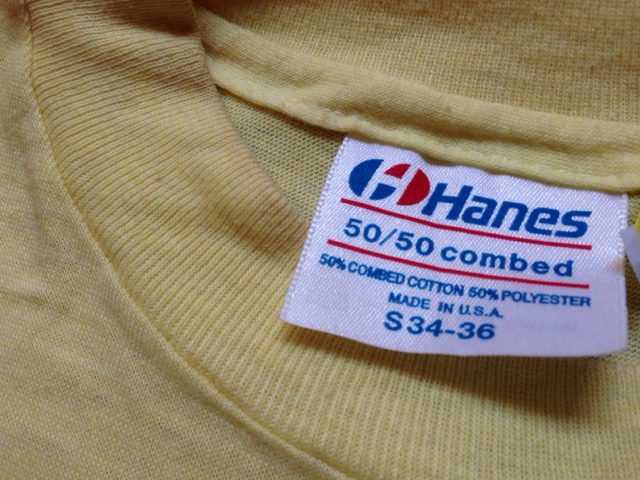 Hanes
50/50 combed
50% COMBED COTTON 50% POLYESTER
MADE IN U.S.A.
S 34-36